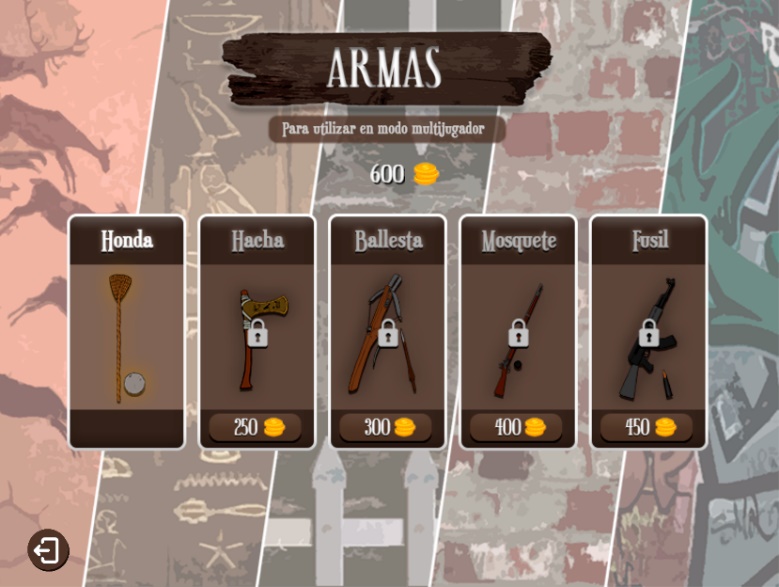 ARMAS
Para utilizar en modo multijugador
600
Honda
Hacha
Ballesta
Mosquete
Fusil
250
300
400
450